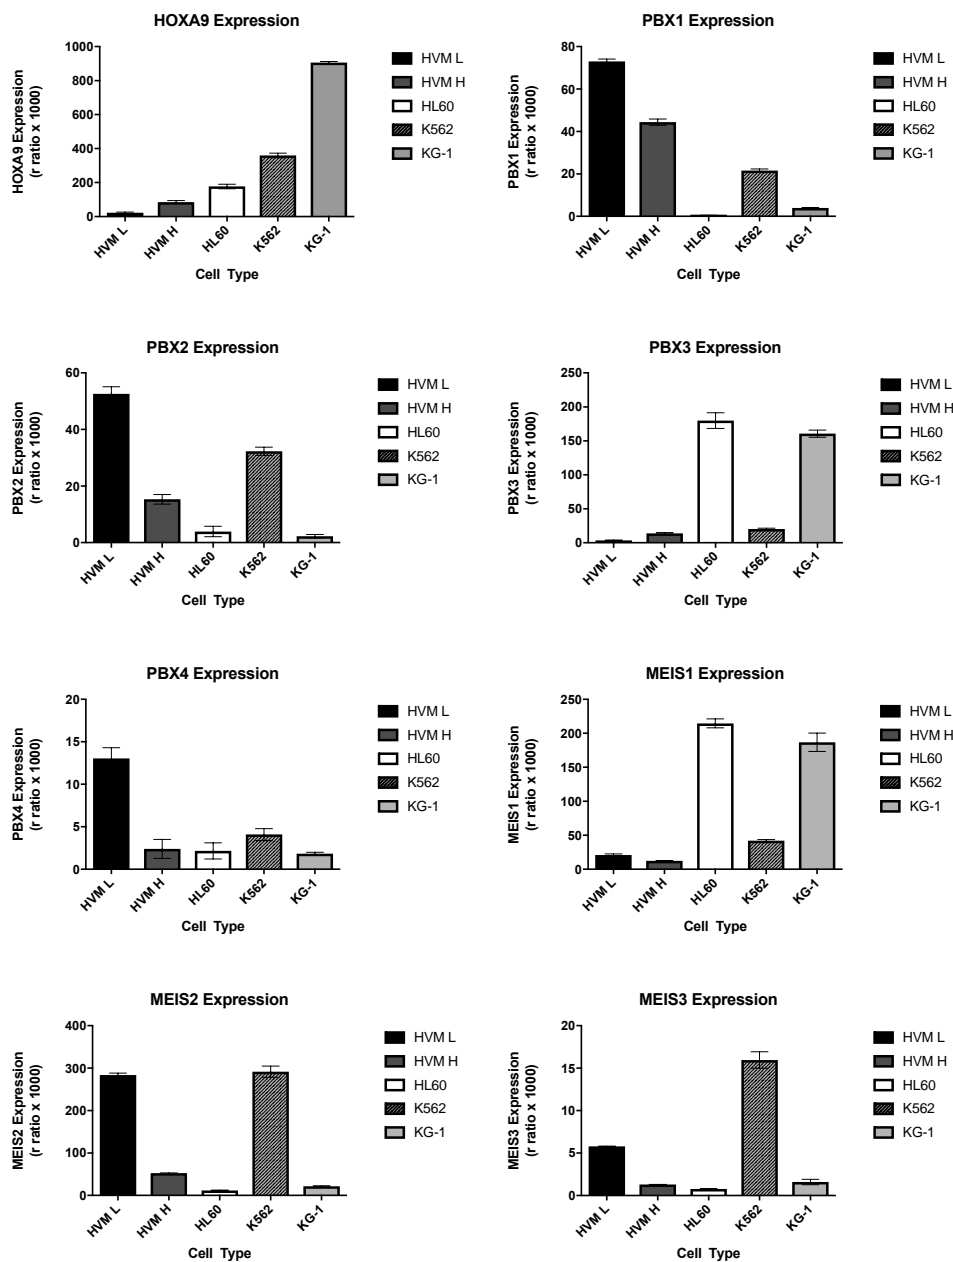 HOXA9 Expression
HOXA9 Expression
(r ratio x 1000)
1000
800
600
400
200
0
HVM L
HVM H
HL60
K562
KG-1
Cell Type
HVM L
HVM H
HL60
K562
KG-1
PBX1 Expression
PBX1 Expression
(r ratio x 1000)
80
60
40
20
0
HVM L
HVM H
HL60
K562
KG-1
Cell Type
HVM L
HVM H
HL60
K562
KG-1
PBX2 Expression
PBX2 Expression
(r ratio x 1000)
60
40
20
0
HVM L
HVM H
HL60
K562
KG-1
Cell Type
HVM L
HVM H
HL60
K562
KG-1
PBX3 Expression
PBX3 Expression
(r ratio x 1000)
250
200
150
100
50
0
HVM L
HVM H
HL60
K562
KG-1
Cell Type
HVM L
HVM H
HL60
K562
KG-1
PBX4 Expression
PBX4 Expression
(r ratio x 1000)
20
15
10
5
0
HVM L
HVM H
HL60
K562
KG-1
Cell Type
HVM L
HVM H
HL60
K562
KG-1
MEIS1 Expression
MEIS1 Expression
(r ratio x 1000)
250
200
150
100
50
0
HVM L
HVM H
HL60
K562
KG-1
Cell Type
HVM L
HVM H
HL60
K562
KG-1
MEIS2 Expression
MEIS2 Expression
(r ratio x 1000)
400
300
200
100
0
HVM L
HVM H
HL60
K562
KG-1
Cell Type
HVM L
HVM H
HL60
K562
KG-1
MEIS3 Expression
MEIS3 Expression
(r ratio x 1000)
20
15
10
5
0
HVM L
HVM H
HL60
K562
KG-1
Cell Type
HVM L
HVM H
HL60
K562
KG-1